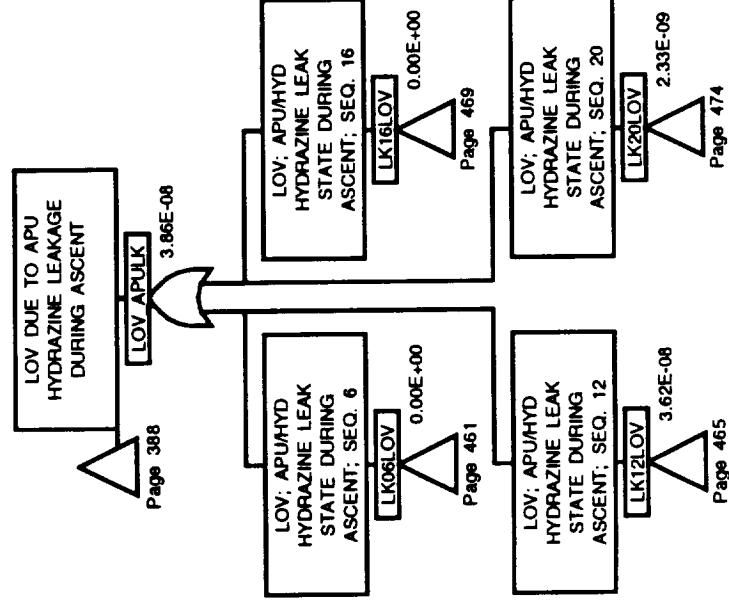 LOV DUE TO APU
HYDRAZINE LEAKAGE
DURING ASCENT
LOV_APULK
3.86E-08
Page 388
LOV; APU/HYD
HYDRAZINE LEAK
STATE DURING
ASCENT; SEQ. 6
LK06LOV
0.00E+00
Page 461
LOV; APU/HYD
HYDRAZINE LEAK
STATE DURING
ASCENT; SEQ. 16
LK16LOV
0.00E+00
Page 469
LOV; APU/HYD
HYDRAZINE LEAK
STATE DURING
ASCENT; SEQ. 12
LK12LOV
3.62E-08
Page 465
LOV; APU/HYD
HYDRAZINE LEAK
STATE DURING
ASCENT; SEQ. 20
LK20LOV
2.33E-09
Page 474